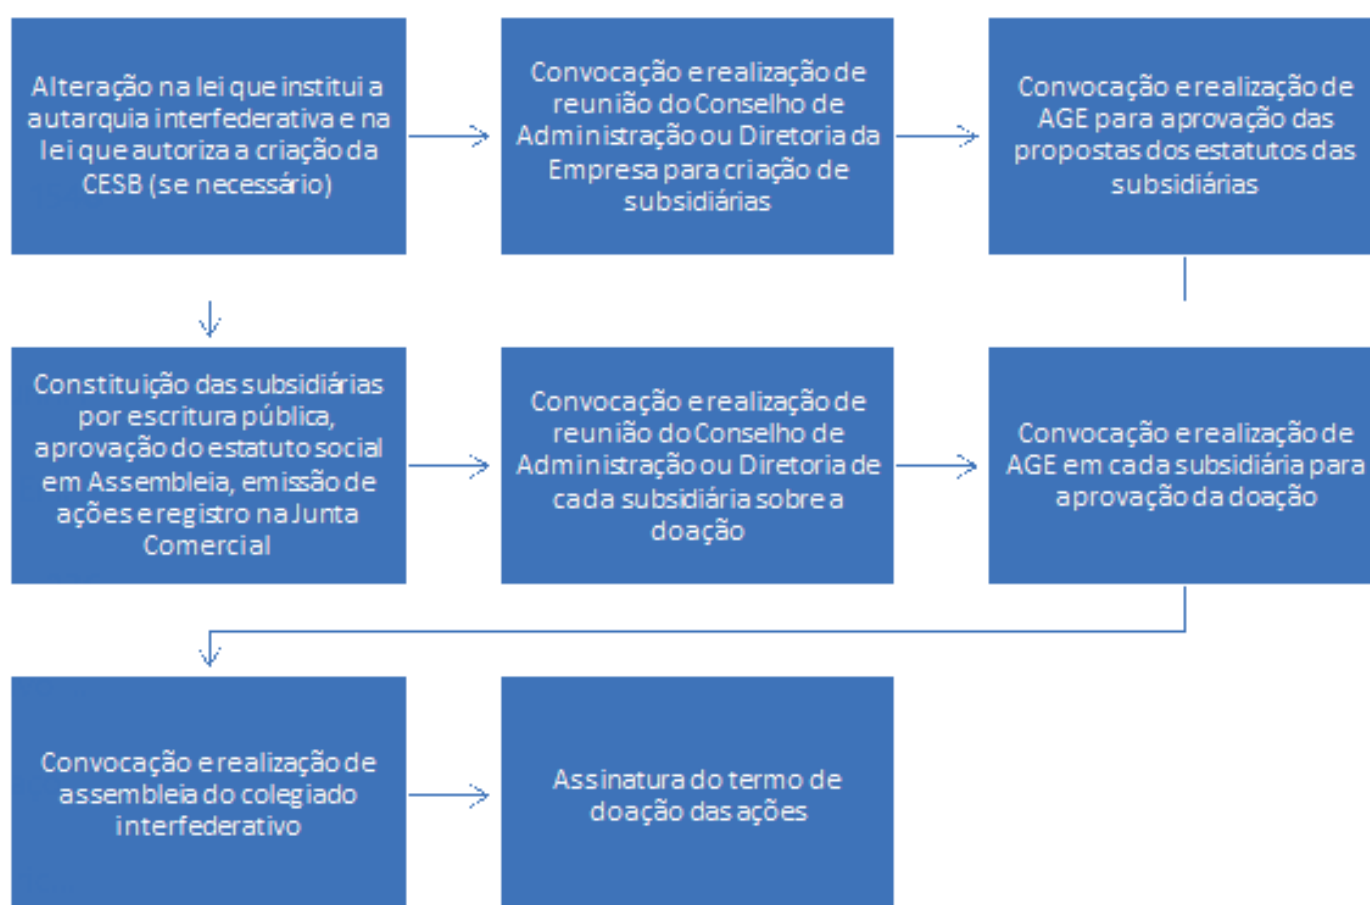 Alteração na lei que institui a
autarquia interfederativa e na
lei que autoriza a criação da
CESB (se necessário)
Convocação e realização de
reunião do Conselho de
Administração ou Diretoria da
Empresa para criação de
subsidiárias
Convocação e realização de
AGE para aprovação das
propostas dos estatutos das
subsidiárias
Constituição das subsidiárias
por escritura pública,
aprovação do estatuto social
em Assembleia, emissão de
ações e registro na Junta
Comercial
Convocação e realização de
reunião do Conselho de
Administração ou Diretoria de
cada subsidiária sobre a
doação
Convocação e realização de
AGE em cada subsidiária para
aprovação da doação
Convocação e realização de
assembleia do colegiado
interfederativo
Assinatura do termo de
doação das ações